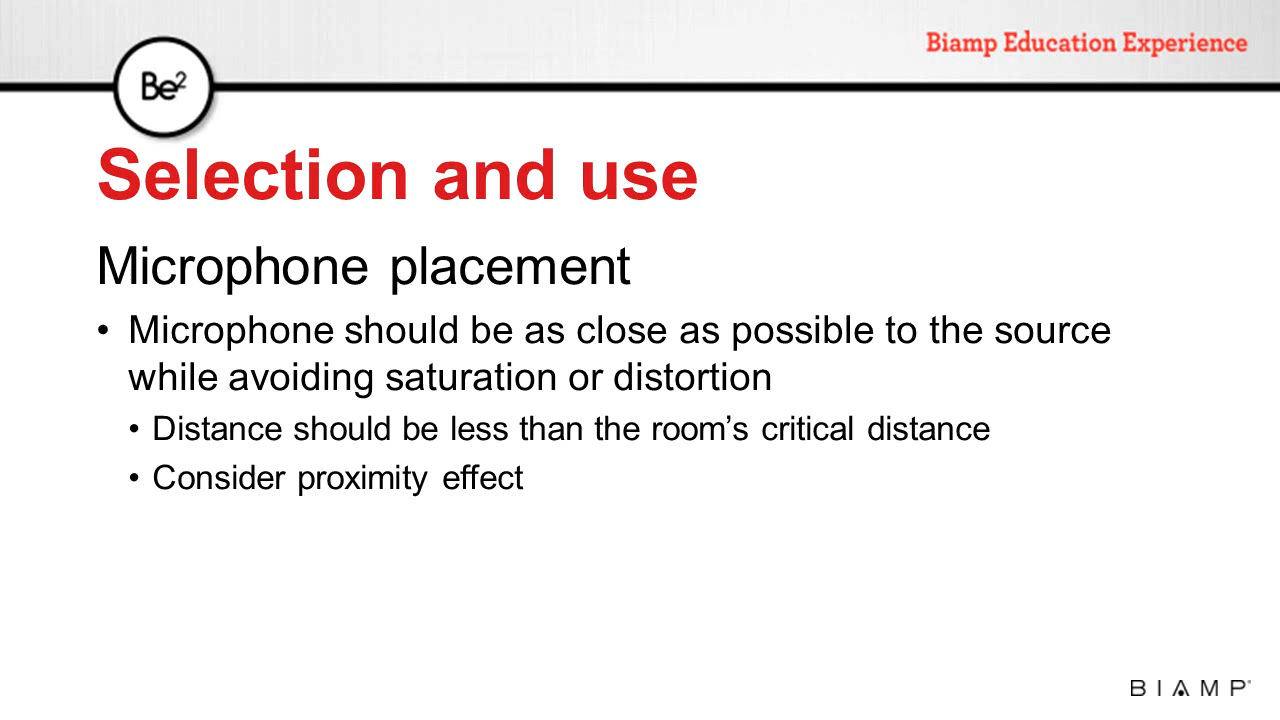 Biamp Education Experience
Be²
Selection and use
Microphone placement
• Microphone should be as close as possible to the source
while avoiding saturation or distortion
• Distance should be less than the room’s critical distance
• Consider proximity effect
BIAMP®